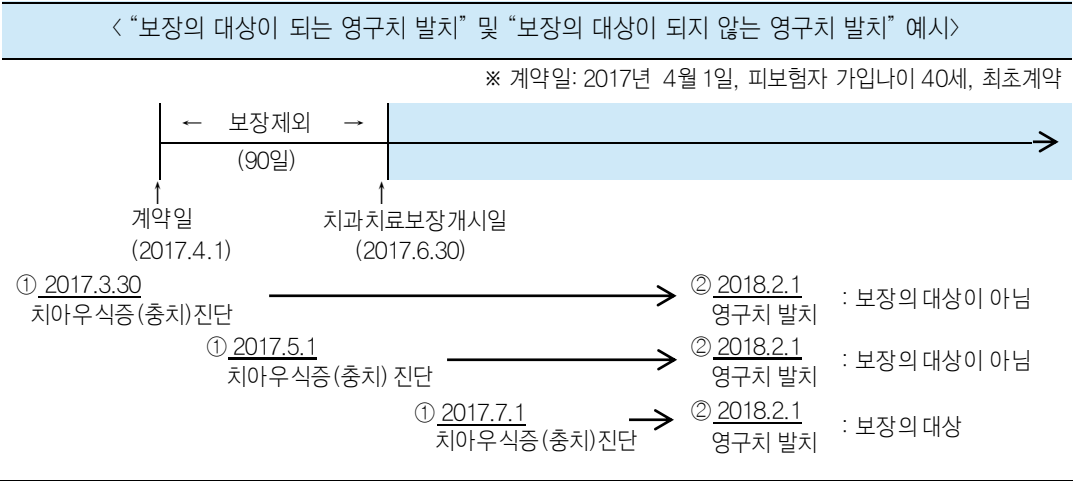 < “보장의 대상이 되는 영구치 발치” 및 “보장의 대상이 되지 않는 영구치 발치” 예시>
※ 계약일: 2017년 4월 1일, 피보험자 가입나이 40세, 최초계약
← 보장제외 →
(90일)
↑ ↑
계약일 치과치료보장개시일
(2017.4.1) (2017.6.30)
① 2017.3.30 ② 2018.2.1
치아우식증(충치)진단 영구치 발치 : 보장의 대상이 아님
① 2017.5.1 ② 2018.2.1
치아우식증(충치) 진단 영구치 발치 : 보장의 대상이 아님
① 2017.7.1 ② 2018.2.1
치아우식증(충치)진단 영구치 발치 : 보장의 대상